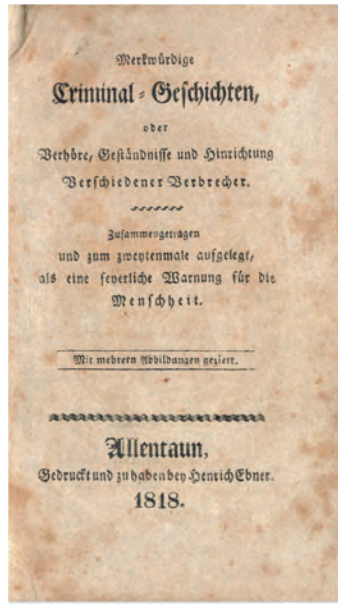 Merkwürdige
Criminal-Geschichten,
oder
Verhöre, Geständnisse und Hinrichtung
Verschiedener Verbrecher.
Zusammengetragen
und zum zweytenmale aufgelegt,
als eine feyerliche Warnung für die
Menschheit.
Mit mehrern Abbildungen geziert.
Allentaun,
Gedruckt und zu haben bey Henrich Ebner.
1818.